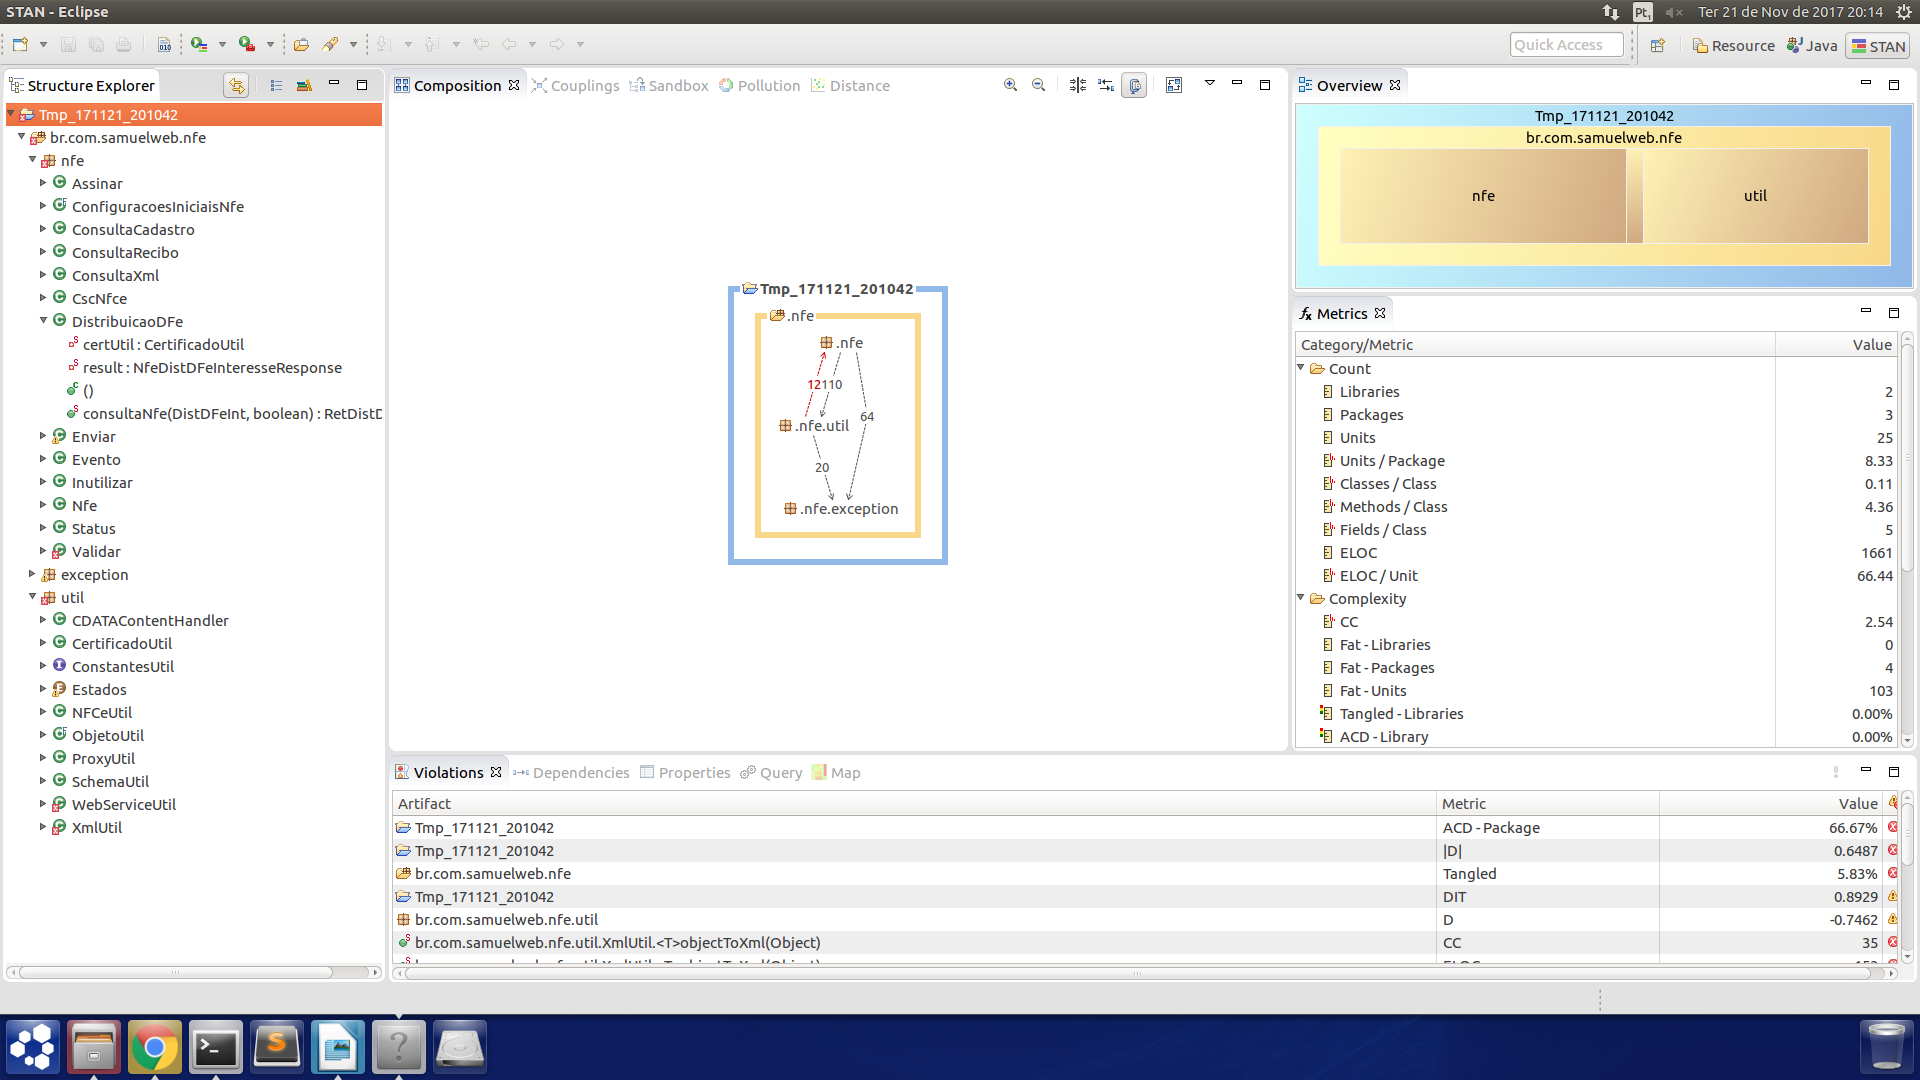 STAN - Eclipse
Pt1 Ter 21 de Nov de 2017 20:14
010
Quick Access
Resource Java STAN
Structure Explorer
Tmp_171121_201042
br.com.samuelweb.nfe
nfe
Assinar
ConfiguracoesIniciaisNfe
ConsultaCadastro
ConsultaRecibo
ConsultaXml
CscNfce
DistribuicaoDFe
certUtil : CertificadoUtil
result : NfeDistDFeInteresseResponse
()
consultaNfe(DistDFeInt, boolean) : RetDistD
Enviar
Evento
Inutilizar
Nfe
Status
Validar
exception
util
CDATAContentHandler
CertificadoUtil
ConstantesUtil
Estados
NFCeUtil
ObjetoUtil
ProxyUtil
SchemaUtil
WebServiceUtil
XmlUtil
Composition Couplings Sandbox Pollution Distance
Tmp_171121_201042
.nfe
.nfe
12 110
.nfe.util
64
20
.nfe.exception
Overview
Tmp_171121_201042
br.com.samuelweb.nfe
nfe util
Metrics
Category/Metric Value
Count
Libraries 2
Packages 3
Units 25
Units / Package 8.33
Classes / Class 0.11
Methods / Class 4.36
Fields / Class 5
ELOC 1661
ELOC / Unit 66.44
Complexity
CC 2.54
Fat - Libraries 0
Fat - Packages 4
Fat - Units 103
Tangled - Libraries 0.00%
ACD - Library 0.00%
Violations Dependencies Properties Query Map
Artifact Metric Value
Tmp_171121_201042 ACD - Package 66.67%
Tmp_171121_201042 |D| 0.6487
br.com.samuelweb.nfe Tangled 5.83%
Tmp_171121_201042 DIT 0.8929
br.com.samuelweb.nfe.util D -0.7462
br.com.samuelweb.nfe.util.XmlUtil.<T>objectToXml(Object) CC 35